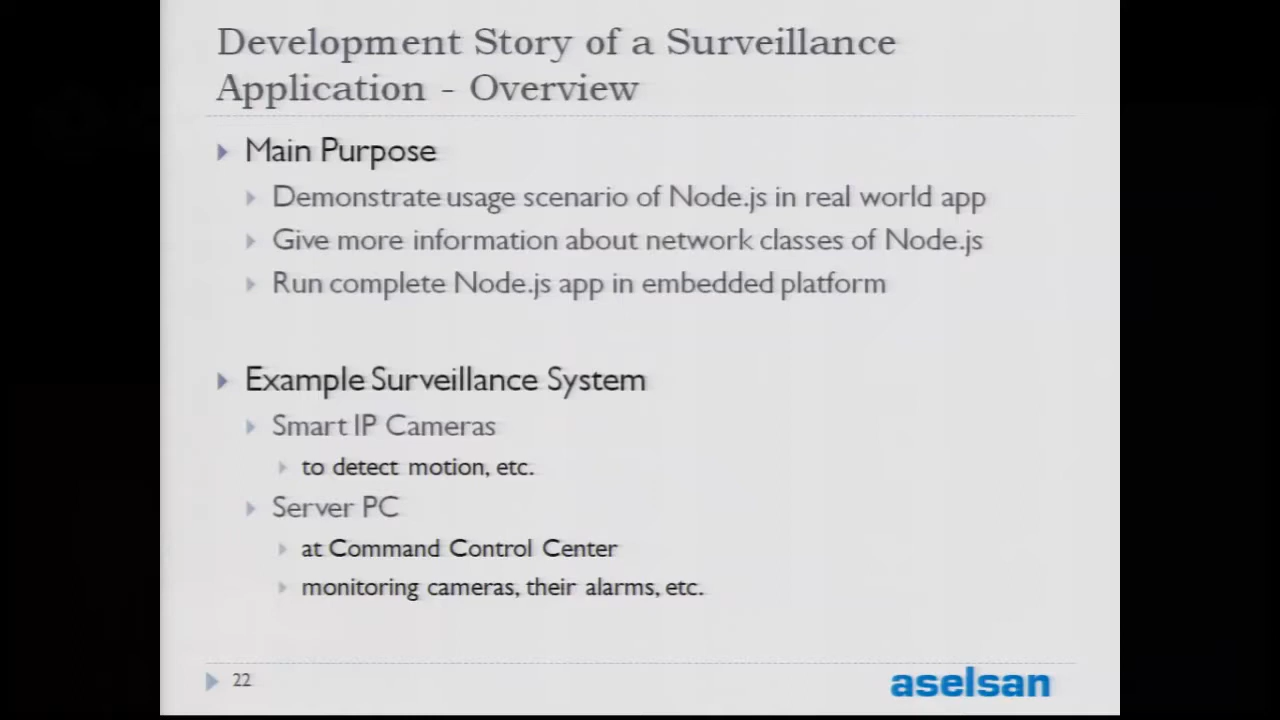 Development Story of a Surveillance
Application - Overview
Main Purpose
Demonstrate usage scenario of Node.js in real world app
Give more information about network classes of Node.js
Run complete Node.js app in embedded platform
Example Surveillance System
Smart IP Cameras
to detect motion, etc.
Server PC
at Command Control Center
monitoring cameras, their alarms, etc.
22
aselsan